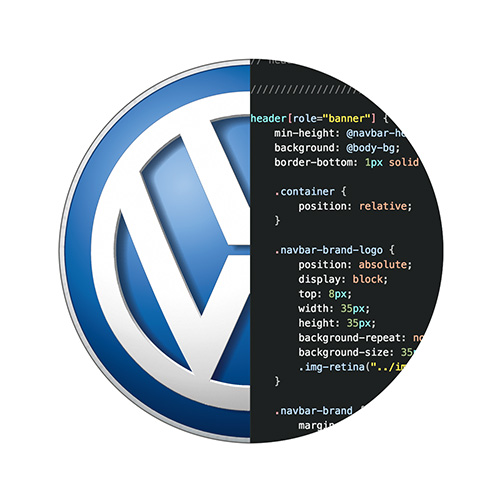 // hea
//////////////////////
header[role="banner"] {
min-height: @navbar-he
background: @body-bg;
border-bottom: 1px solid
.container {
position: relative;
}
.navbar-brand-logo {
position: absolute;
display: block;
top: 8px;
width: 35px;
height: 35px;
background-repeat: no
background-size: 35p
.img-retina("../im
}
.navbar-brand
margin